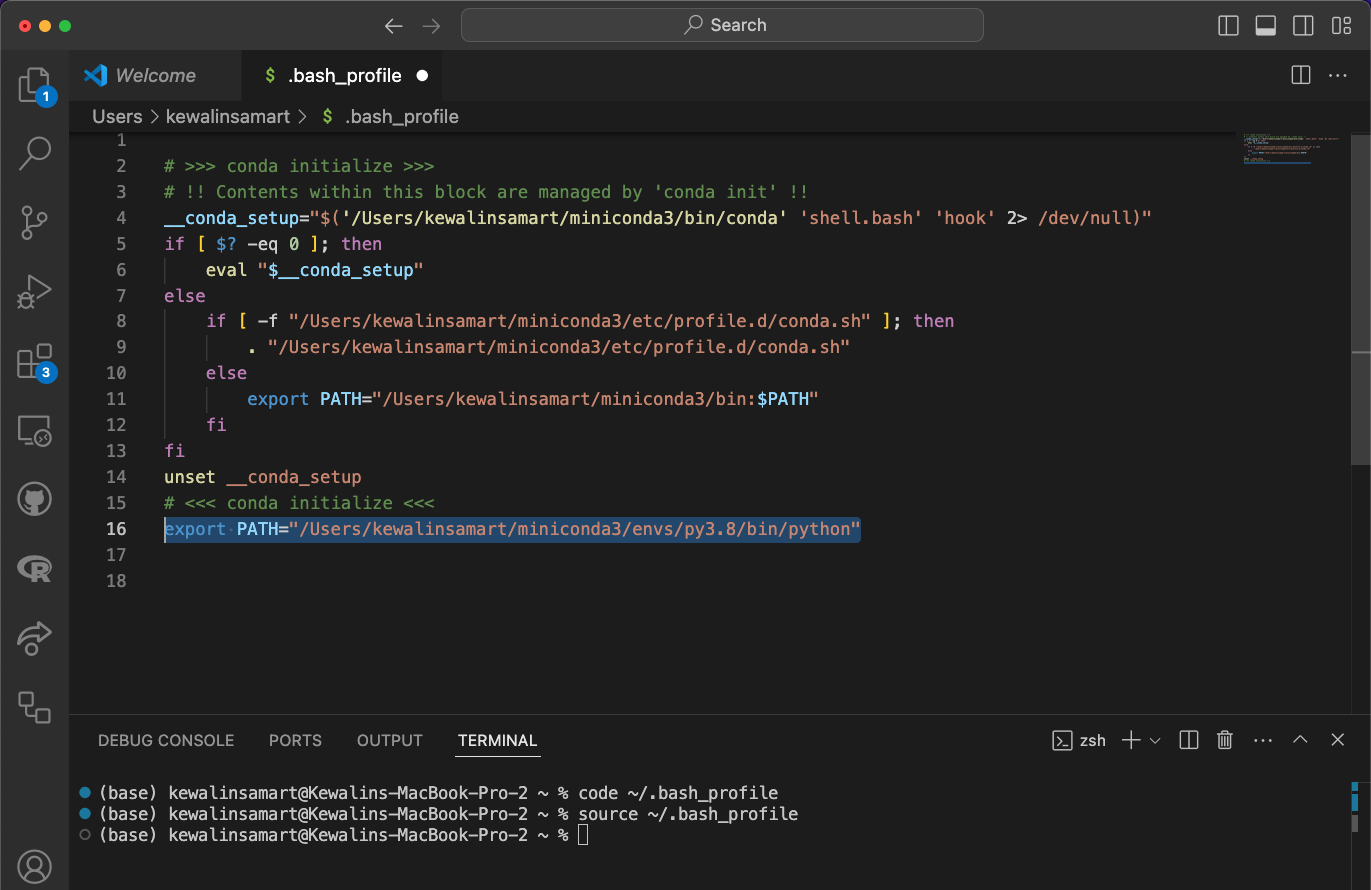 Search
Welcome
$ .bash_profile
1
Users > kewalinsamart > $ .bash_profile
1
2 # >>> conda initialize >>>
3 # !! Contents within this block are managed by 'conda init' !!
4 __conda_setup="$('/Users/kewalinsamart/miniconda3/bin/conda' 'shell.bash' 'hook' 2> /dev/null)"
5 if [ $? -eq 0 ]; then
6 eval "$__conda_setup"
7 else
8 if [ -f "/Users/kewalinsamart/miniconda3/etc/profile.d/conda.sh" ]; then
9 . "/Users/kewalinsamart/miniconda3/etc/profile.d/conda.sh"
10 else
11 export PATH="/Users/kewalinsamart/miniconda3/bin:$PATH"
12 fi
13 fi
14 unset __conda_setup
15 # <<< conda initialize <<<
16 export PATH="/Users/kewalinsamart/miniconda3/envs/py3.8/bin/python"
17
18
3
R
DEBUG CONSOLE PORTS OUTPUT TERMINAL
zsh
(base) kewalinsamart@Kewalins-MacBook-Pro-2 ~ % code ~/.bash_profile
(base) kewalinsamart@Kewalins-MacBook-Pro-2 ~ % source ~/.bash_profile
(base) kewalinsamart@Kewalins-MacBook-Pro-2 ~ %